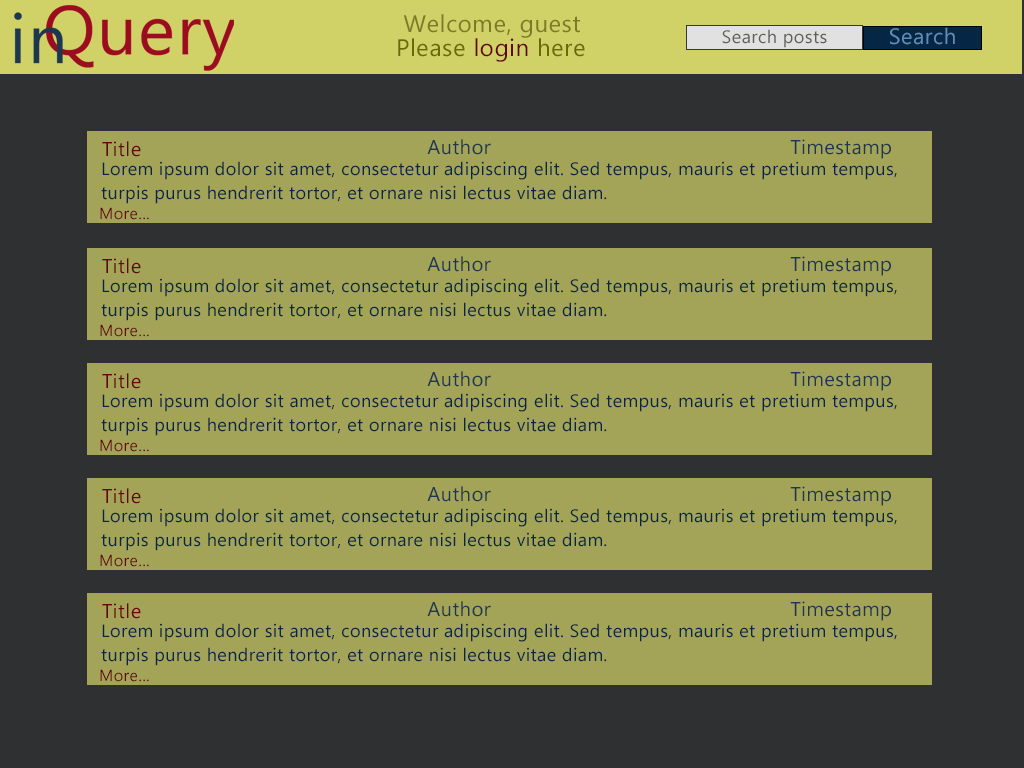 inQuery
Welcome, guest
Please login here
Search posts
Search
Title Author Timestamp
Lorem ipsum dolor sit amet, consectetur adipiscing elit. Sed tempus, mauris et pretium tempus,
turpis purus hendrerit tortor, et ornare nisi lectus vitae diam.
More...
Title Author Timestamp
Lorem ipsum dolor sit amet, consectetur adipiscing elit. Sed tempus, mauris et pretium tempus,
turpis purus hendrerit tortor, et ornare nisi lectus vitae diam.
More...
Title Author Timestamp
Lorem ipsum dolor sit amet, consectetur adipiscing elit. Sed tempus, mauris et pretium tempus,
turpis purus hendrerit tortor, et ornare nisi lectus vitae diam.
More...
Title Author Timestamp
Lorem ipsum dolor sit amet, consectetur adipiscing elit. Sed tempus, mauris et pretium tempus,
turpis purus hendrerit tortor, et ornare nisi lectus vitae diam.
More...
Title Author Timestamp
Lorem ipsum dolor sit amet, consectetur adipiscing elit. Sed tempus, mauris et pretium tempus,
turpis purus hendrerit tortor, et ornare nisi lectus vitae diam.
More...